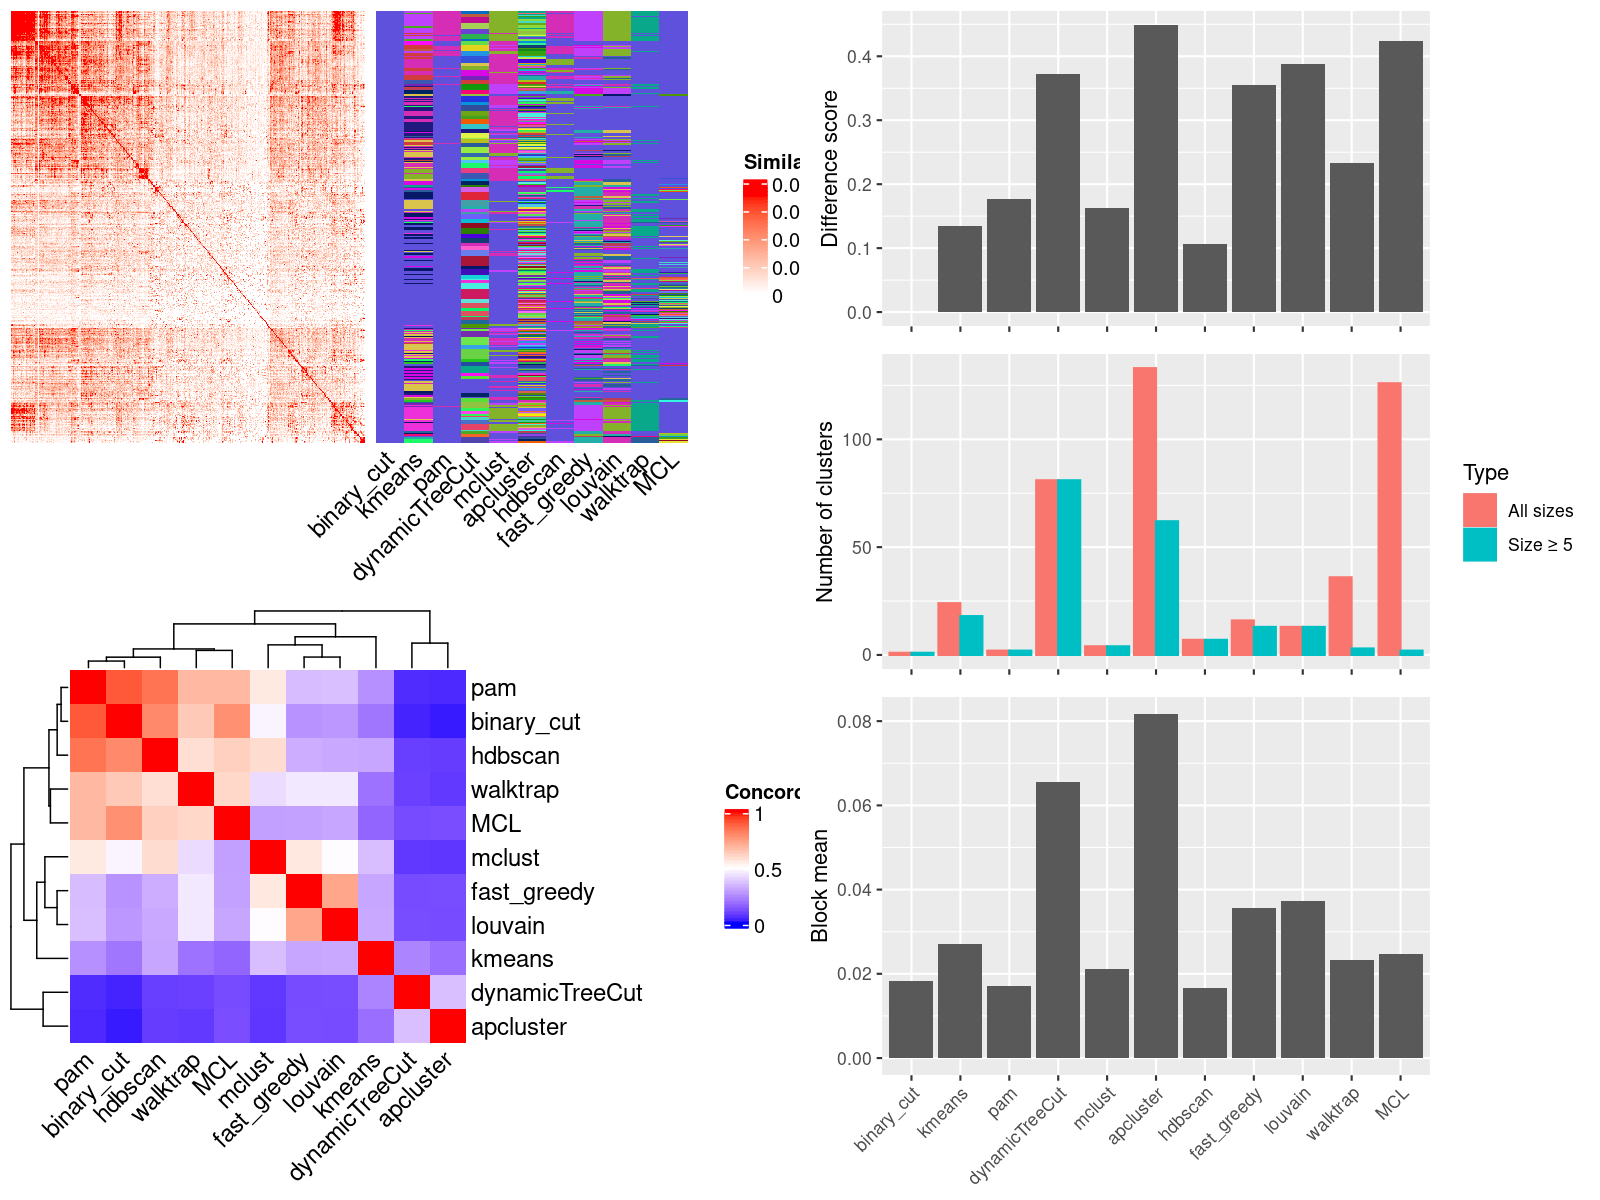 Simila
0.0
0.0
0.0
0.0
0
binary_cut
kmeans
pam
dynamicTreeCut
mclust
apcluster
hdbscan
fast_greedy
louvain
walktrap
MCL
pam
binary_cut
hdbscan
walktrap
MCL
mclust
fast_greedy
louvain
kmeans
dynamicTreeCut
apcluster
pam
binary_cut
hdbscan
walktrap
MCL
mclust
fast_greedy
louvain
kmeans
dynamicTreeCut
apcluster
Concord
1
0.5
0
Difference score
0.4
0.3
0.2
0.1
0.0
Number of clusters
100
50
0
Type
All sizes
Size ≥ 5
Block mean
0.08
0.06
0.04
0.02
0.00
binary_cut
kmeans
pam
dynamicTreeCut
mclust
apcluster
hdbscan
fast_greedy
louvain
walktrap
MCL